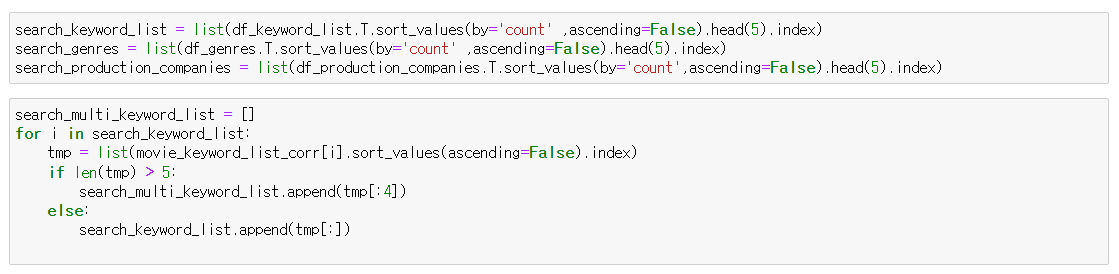 search_keyword_list = list(df_keyword_list.T.sort_values(by='count' ,ascending=False).head(5).index)
search_genres = list(df_genres.T.sort_values(by='count' ,ascending=False).head(5).index)
search_production_companies = list(df_production_companies.T.sort_values(by='count',ascending=False).head(5).index)
search_multi_keyword_list = []
for i in search_keyword_list:
    tmp = list(movie_keyword_list_corr[i].sort_values(ascending=False).index)
    if len(tmp) > 5:
        search_multi_keyword_list.append(tmp[:4])
    else:
        search_keyword_list.append(tmp[:])